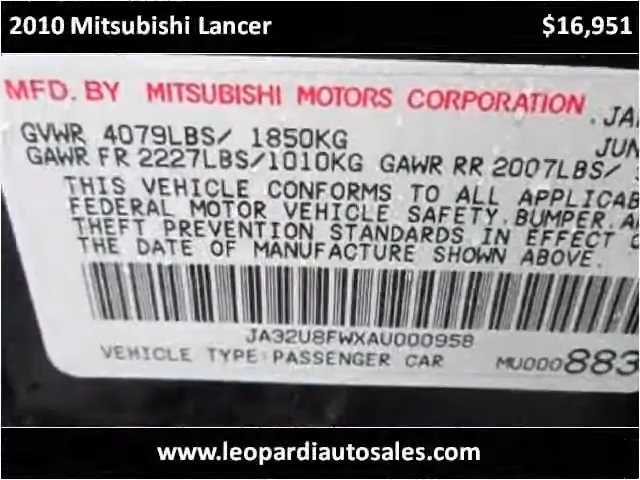 2010 Mitsubishi Lancer $16,951
MFD. BY MITSUBISHI MOTORS CORPORATION
GVWR 4079LBS/ 1850KG
GAWR FR 2227LBS/1010KG GAWR RR 2007LBS/
THIS VEHICLE CONFORMS TO ALL
FEDERAL MOTOR VEHICLE SAFETY, BUMPER,
THEFT PREVENTION STANDARDS IN EFFECT
THE DATE OF MANUFACTURE SHOWN ABOVE.
JA32U8FWXAU000958
VEHICLE TYPE:PASSENGER CAR MU000883
www.leopardiautosales.com